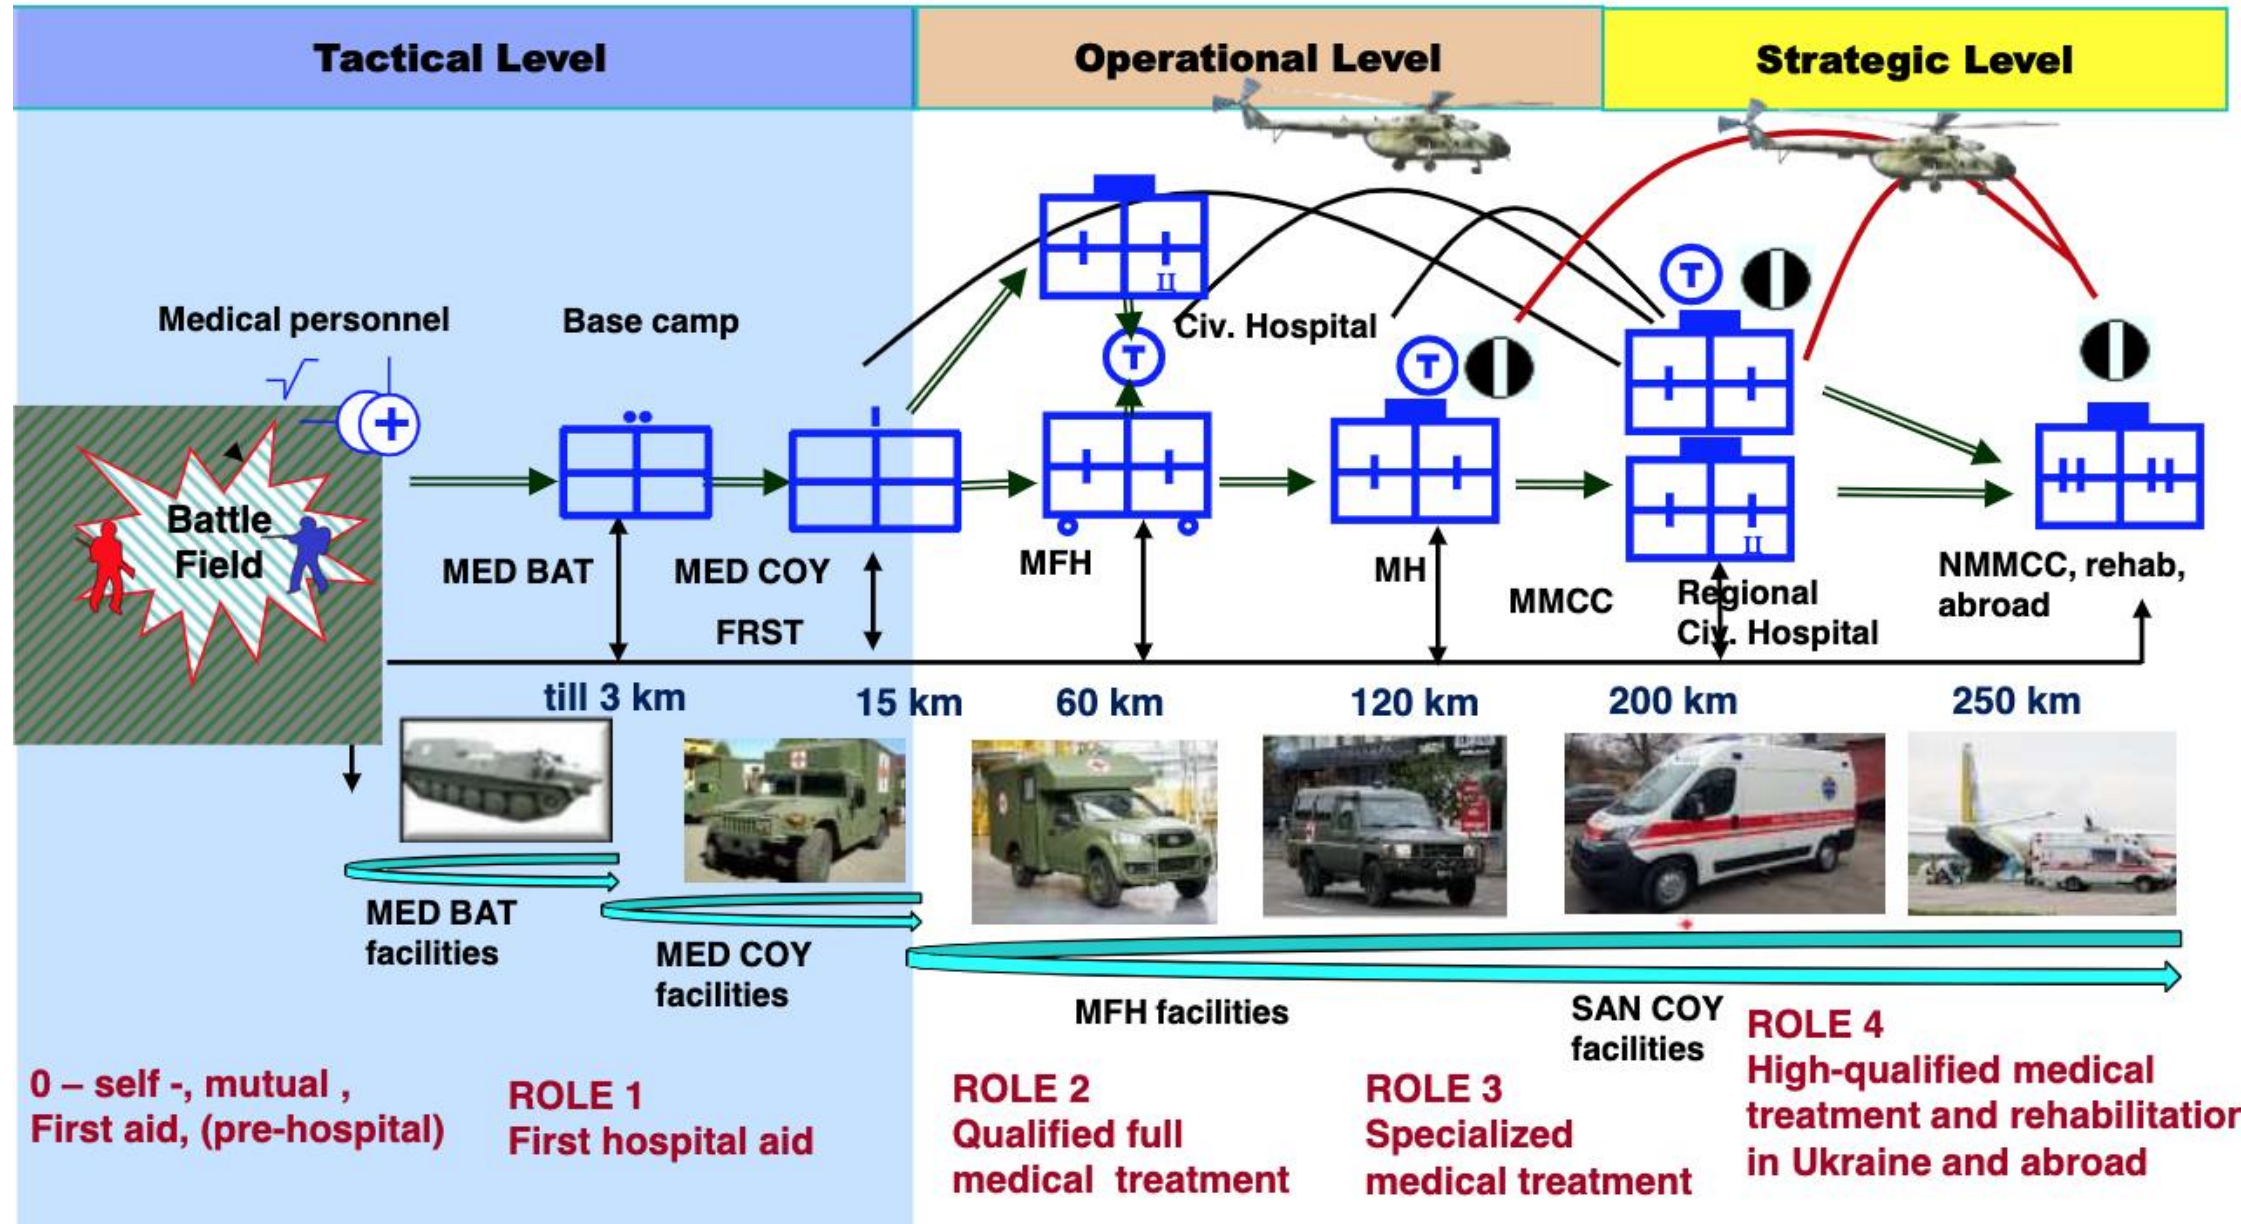 Tactical Level
Operational Level
Strategic Level
Medical personnel
Base camp
Civ. Hospital
T
T
T
II
II
Battle
Field
MED BAT
MED COY
FRST
MFH
MH
MMCC
Regional
Civ. Hospital
NMMCC, rehab,
abroad
till 3 km
15 km
60 km
120 km
200 km
250 km
MED BAT
facilities
MED COY
facilities
MFH facilities
SAN COY
facilities
0 – self -, mutual ,
First aid, (pre-hospital)
ROLE 1
First hospital aid
ROLE 2
Qualified full
medical treatment
ROLE 3
Specialized
medical treatment
ROLE 4
High-qualified medical
treatment and rehabilitation
in Ukraine and abroad